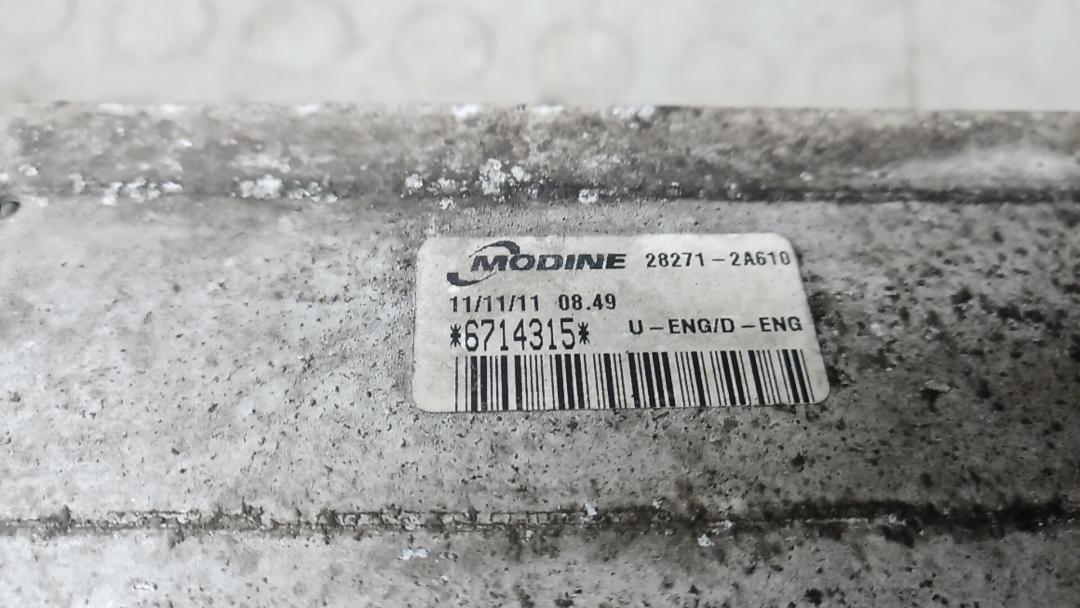 MODINE 28271-2A610
11/11/11 08.49
*6714315* U-ENG/D-ENG